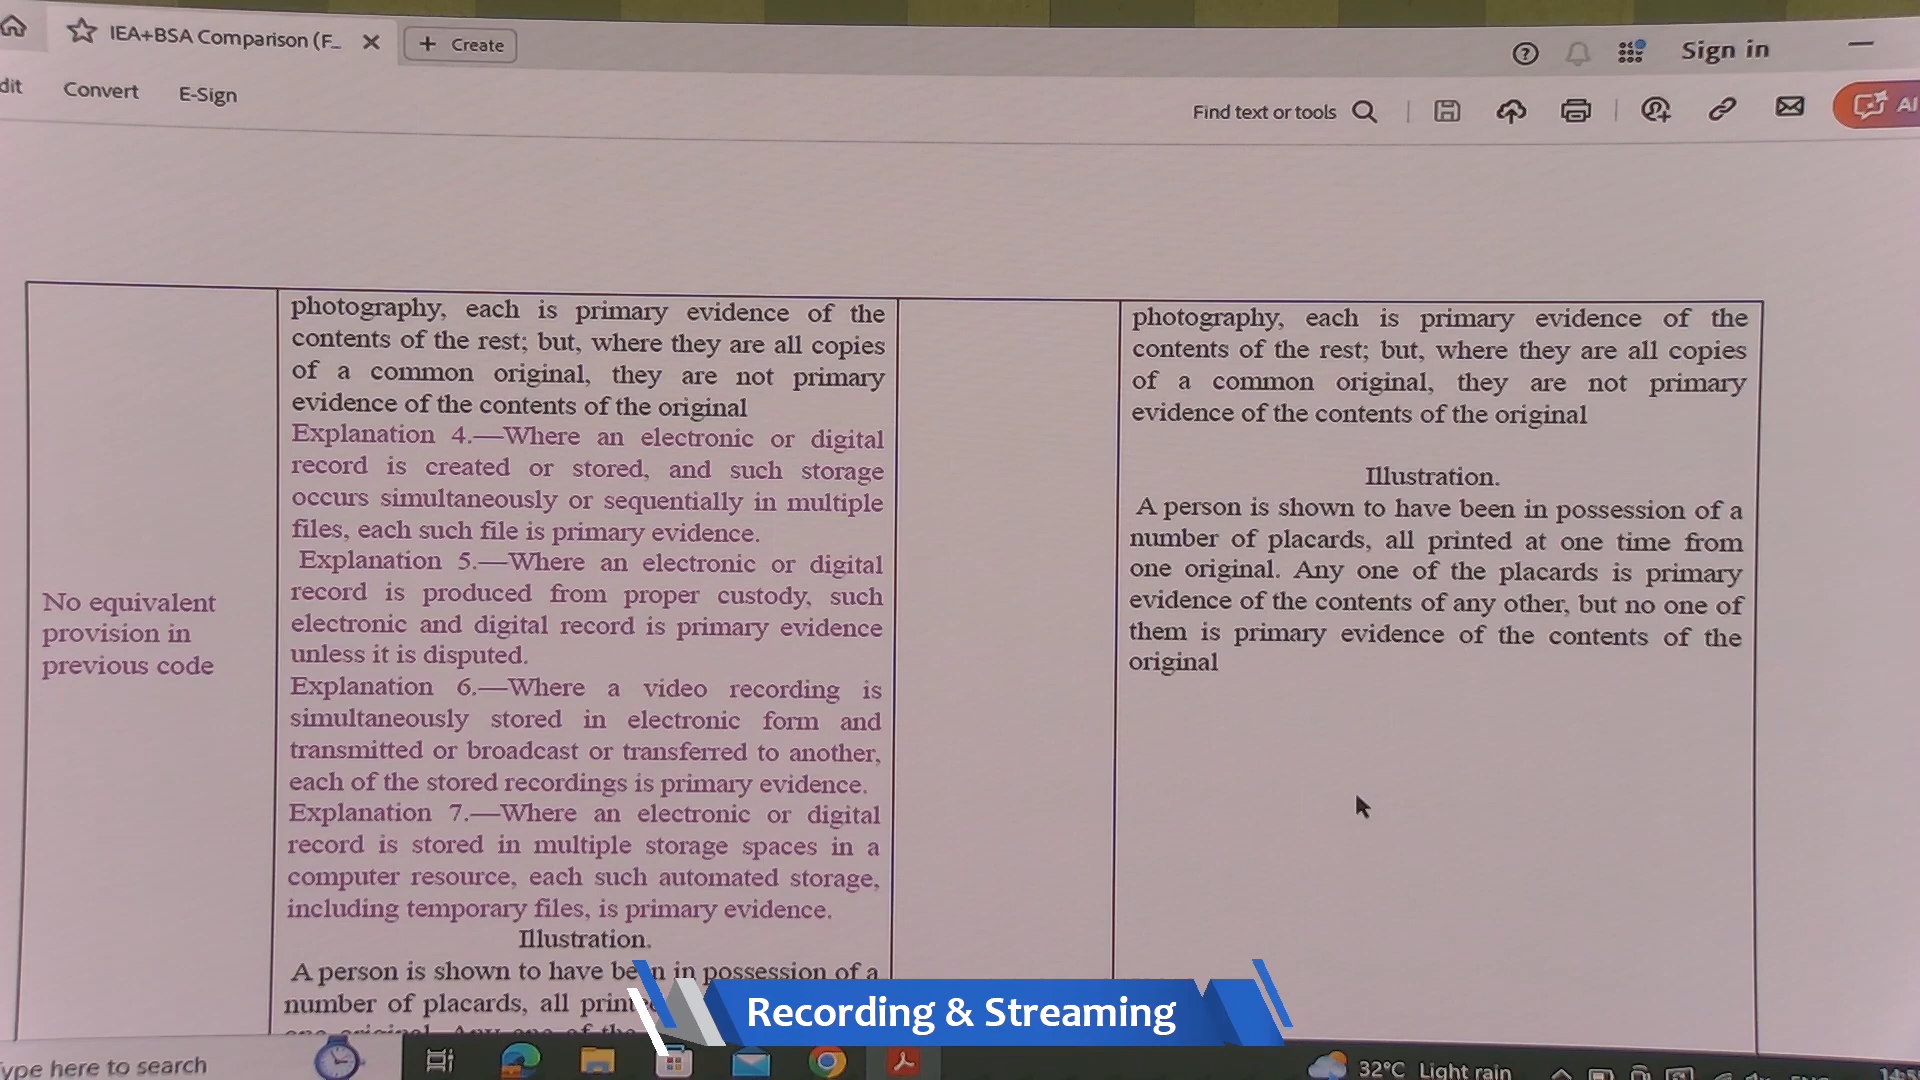 IEA+BSA Comparison (F_
+ Create
Sign in
dit
Convert
E-Sign
Find text or tools
AI
No equivalent
provision in
previous code
photography, each is primary evidence of the
contents of the rest; but, where they are all copies
of a common original, they are not primary
evidence of the contents of the original
Explanation 4.—Where an electronic or digital
record is created or stored, and such storage
occurs simultaneously or sequentially in multiple
files, each such file is primary evidence.
Explanation 5.—Where an electronic or digital
record is produced from proper custody, such
electronic and digital record is primary evidence
unless it is disputed.
Explanation 6.—Where a video recording is
simultaneously stored in electronic form and
transmitted or broadcast or transferred to another,
each of the stored recordings is primary evidence.
Explanation 7.—Where an electronic or digital
record is stored in multiple storage spaces in a
computer resource, each such automated storage,
including temporary files, is primary evidence.
Illustration.
A person is shown to have been in possession of a
number of placards, all print
photography, each is primary evidence of the
contents of the rest; but, where they are all copies
of a common original, they are not primary
evidence of the contents of the original
Illustration.
A person is shown to have been in possession of a
number of placards, all printed at one time from
one original. Any one of the placards is primary
evidence of the contents of any other, but no one of
them is primary evidence of the contents of the
original
Recording & Streaming
ype here to search
32°C Light rain